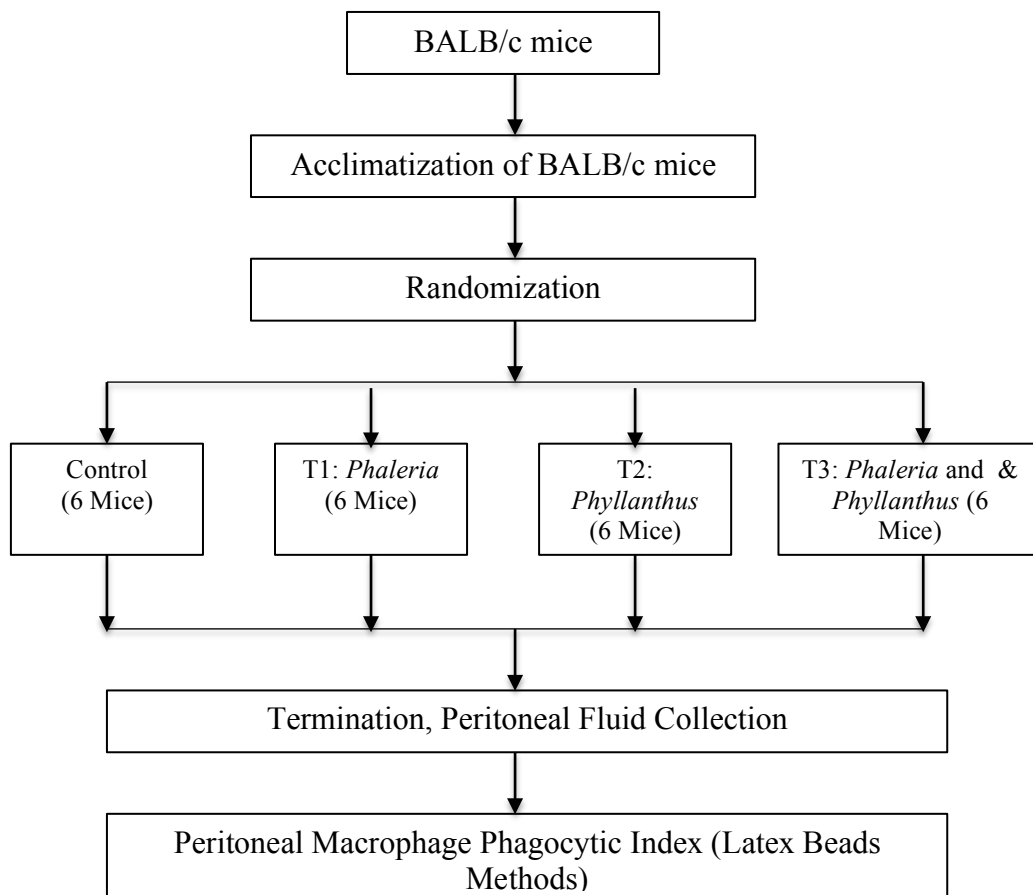 BALB/c mice
Acclimatization of BALB/c mice
Randomization
Control
(6 Mice)
T1: Phaleria
(6 Mice)
T2:
Phyllanthus
(6 Mice)
T3: Phaleria and &
Phyllanthus (6
Mice)
Termination, Peritoneal Fluid Collection
Peritoneal Macrophage Phagocytic Index (Latex Beads
Methods)